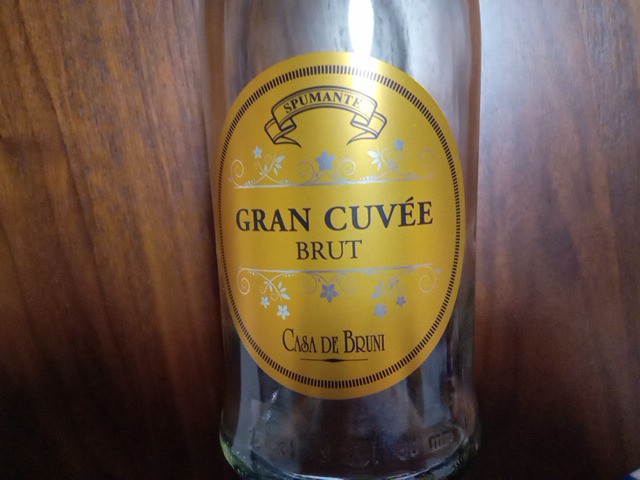 SPUMANTE
GRAN CUVÉE
BRUT
CASA DE BRUNI